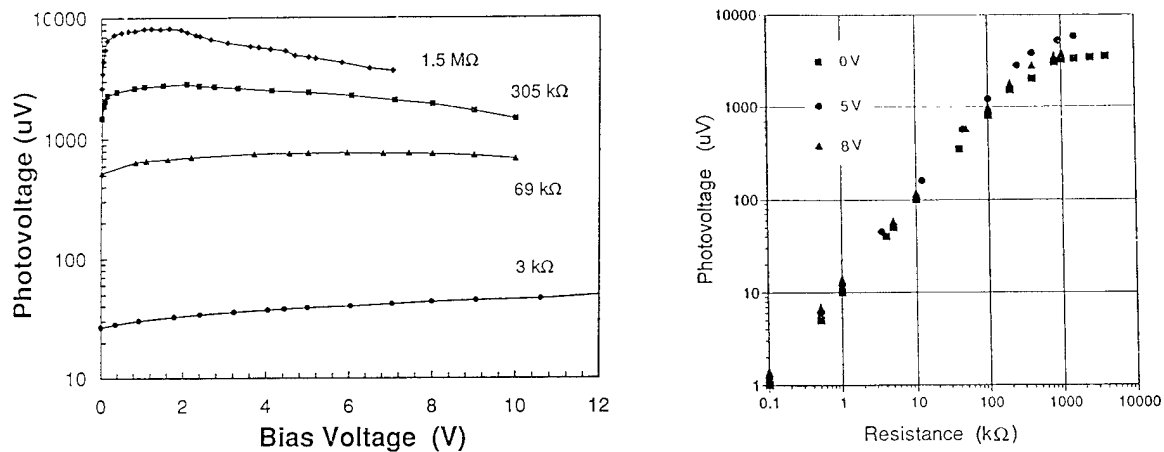 10000
1000
100
10
Photovoltage (uV)
1.5 MΩ
305 kΩ
69 kΩ
3 kΩ
0
2
4
6
8
10
12
Bias Voltage (V)
10000
1000
100
10
1
Photovoltage (uV)
0 V
5 V
8 V
0.1
1
10
100
1000
10000
Resistance (kΩ)